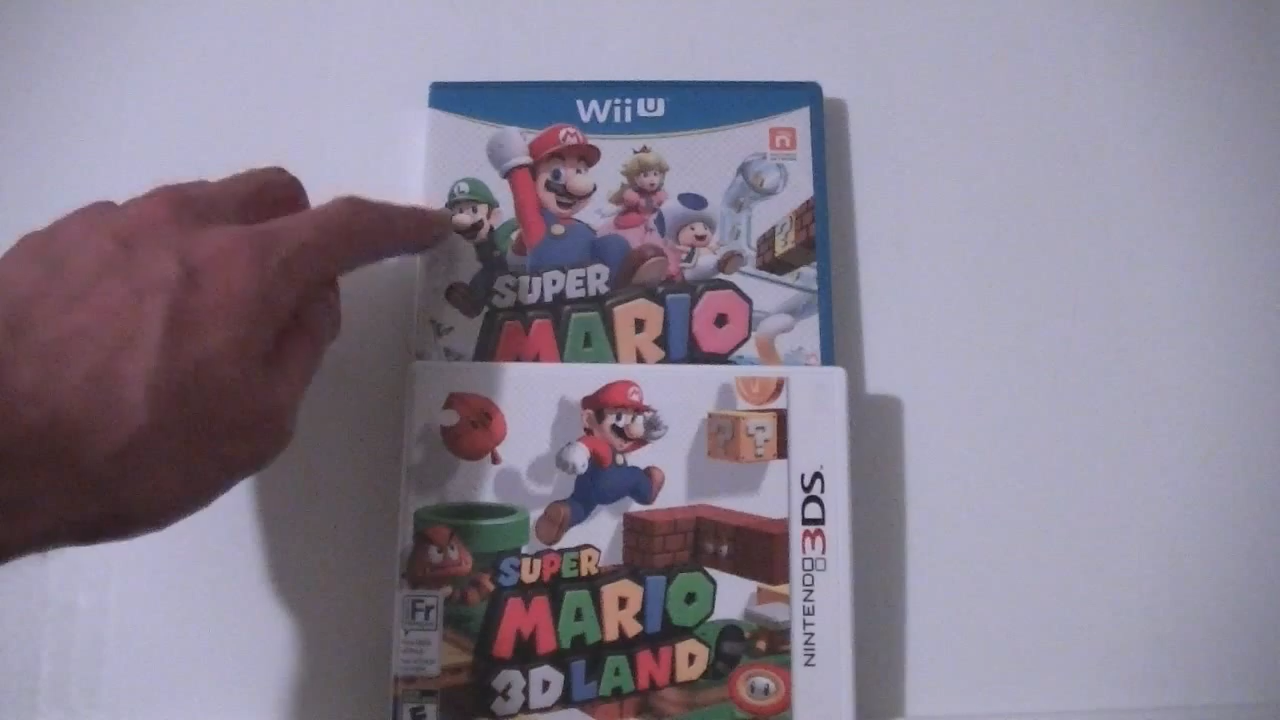 Wii U
SUPER
MARIO
NINTENDO 3DS
SUPER
MARIO
3D LAND
Fr
E